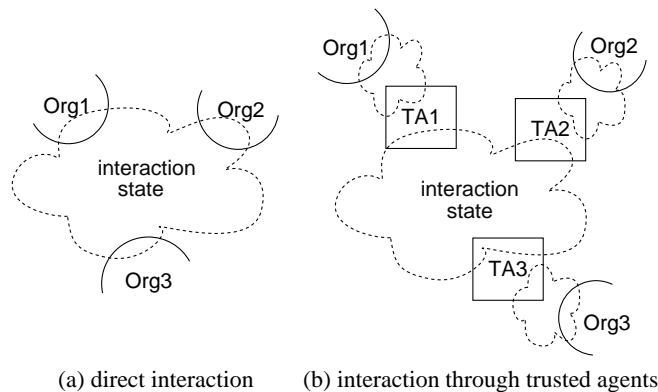 Org1
Org2
interaction
state
Org3
(a) direct interaction
Org1
Org2
TA1
TA2
interaction
state
TA3
Org3
(b) interaction through trusted agents